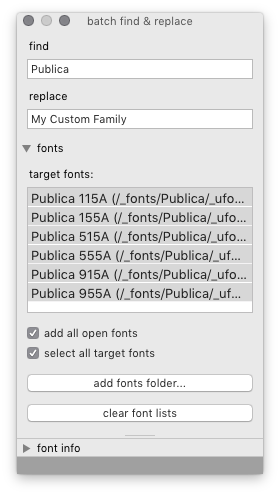 batch find & replace
find
Publica
replace
My Custom Family
fonts
target fonts:
Publica 115A (/_fonts/Publica/_ufo...
Publica 155A (/_fonts/Publica/_ufo...
Publica 515A (/_fonts/Publica/_ufo...
Publica 555A (/_fonts/Publica/_uf...
Publica 915A (/_fonts/Publica/_ufo...
Publica 955A (/_fonts/Publica/_uf...
add all open fonts
select all target fonts
add fonts folder...
clear font lists
font info